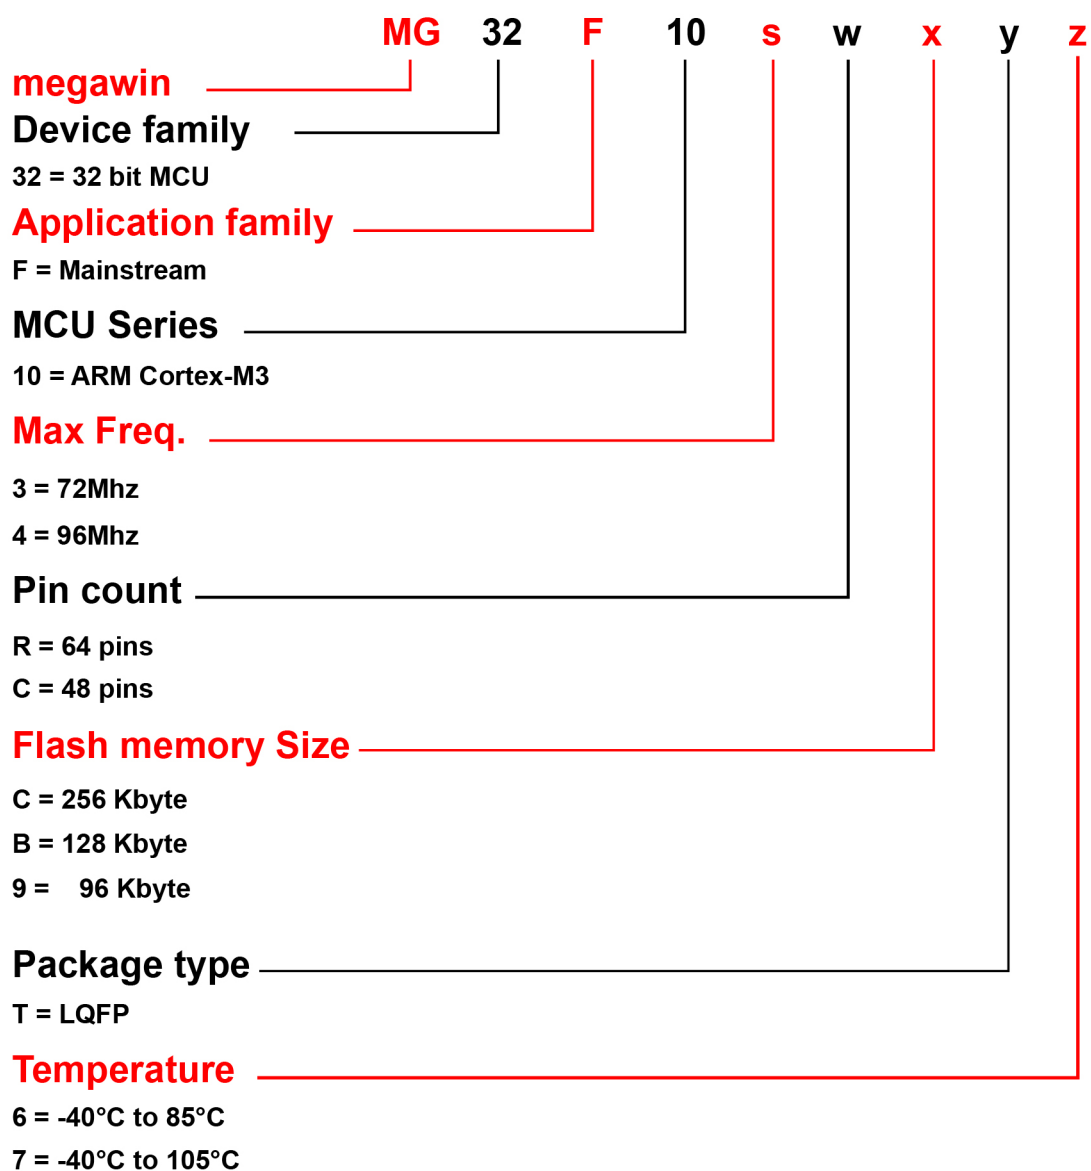 MG 32 F 10 s w x y z
megawin
Device family
32 = 32 bit MCU
Application family
F = Mainstream
MCU Series
10 = ARM Cortex-M3
Max Freq.
3 = 72Mhz
4 = 96Mhz
Pin count
R = 64 pins
C = 48 pins
Flash memory Size
C = 256 Kbyte
B = 128 Kbyte
9 = 96 Kbyte
Package type
T = LQFP
Temperature
6 = -40°C to 85°C
7 = -40°C to 105°C